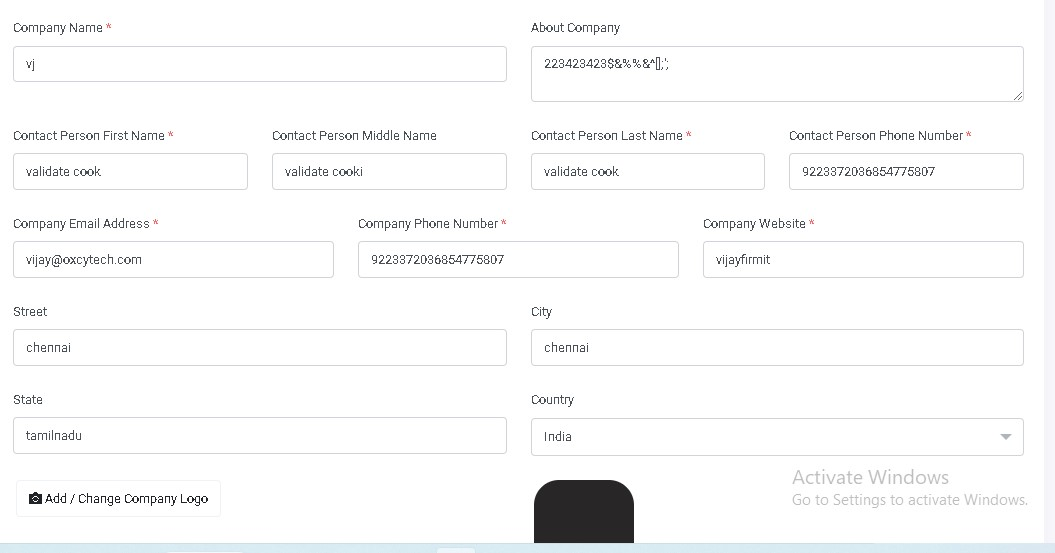 Company Name *
About Company
vj
223423423$&%%&^[];';
Contact Person First Name *
Contact Person Middle Name
Contact Person Last Name *
Contact Person Phone Number *
validate cook
validate cooki
validate cook
9223372036854775807
Company Email Address *
Company Phone Number *
Company Website *
vijay@oxcytech.com
9223372036854775807
vijayfirmit
Street
City
chennai
chennai
State
Country
tamilnadu
India
Add / Change Company Logo
Activate Windows
Go to Settings to activate Windows.